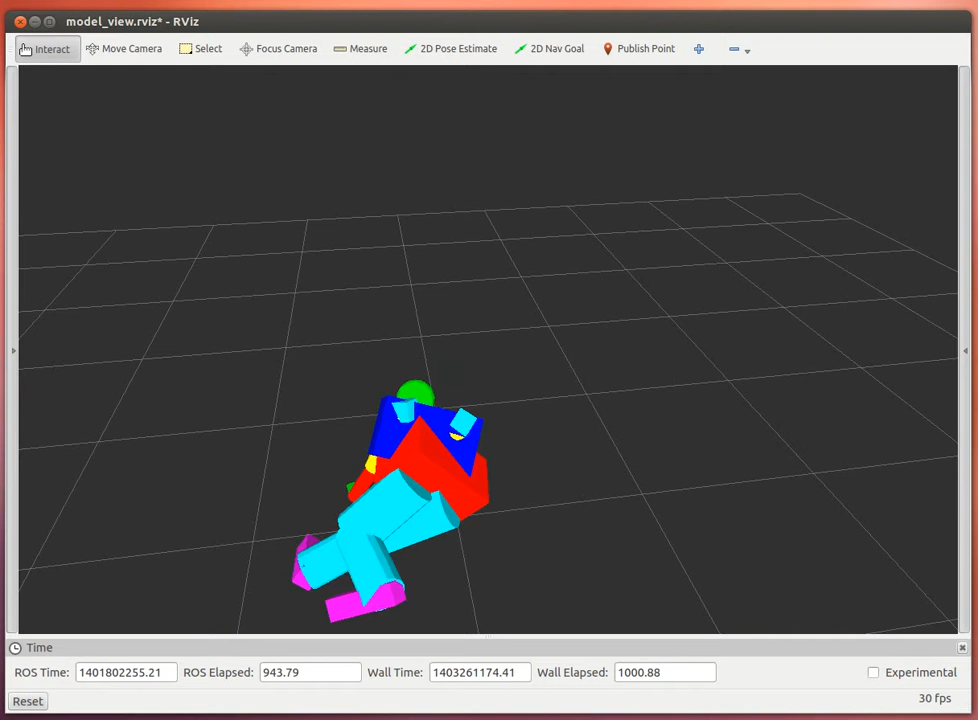 model_view.rviz* - RViz
Interact Move Camera Select Focus Camera Measure 2D Pose Estimate 2D Nav Goal Publish Point
Time
ROS Time: 1401802255.21 ROS Elapsed: 943.79 Wall Time: 1403261174.41 Wall Elapsed: 1000.88 Experimental
Reset 30 fps